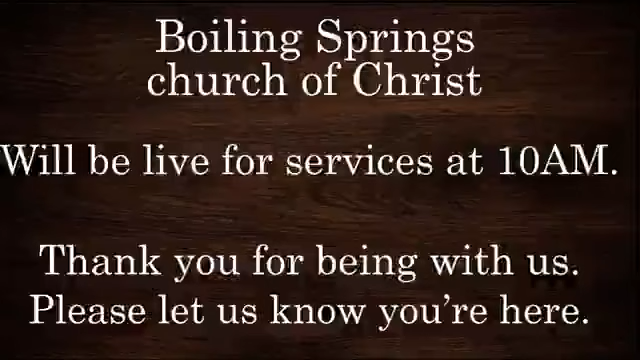 Boiling Springs
church of Christ
Will be live for services at 10AM.
Thank you for being with us.
Please let us know you're here.